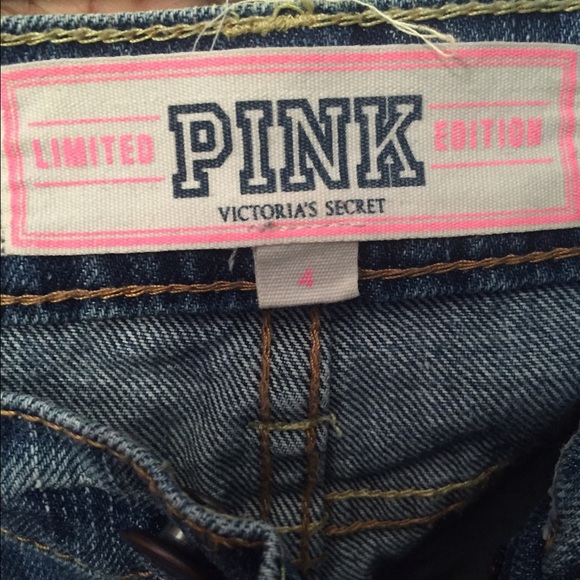 LIMITED PINK EDITION
VICTORIA'S SECRET
4